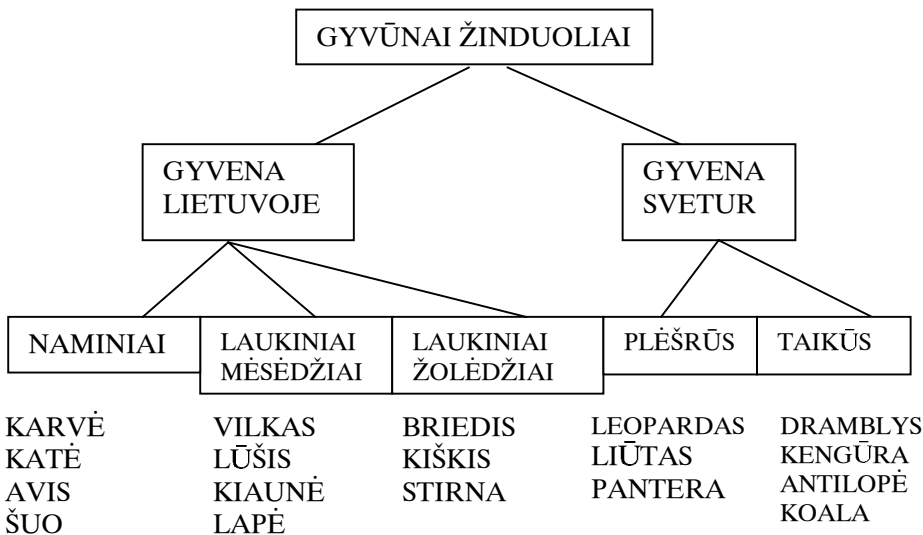 GYVŪNAI ŽINDUOLIAI
GYVENA
LIETUVOJE
GYVENA
SVETUR
NAMINIAI
LAUKINIAI
MĖSĖDŽIAI
LAUKINIAI
ŽOLĖDŽIAI
PLĖŠRŪS
TAIKŪS
KARVĖ
KATĖ
AVIS
ŠUO
VILKAS
LŪŠIS
KIAUNĖ
LAPĖ
BRIEDIS
KIŠKIS
STIRNA
LEOPARDAS
LIŪTAS
PANTERA
DRAMBLYS
KENGŪRA
ANTILOPĖ
KOALA